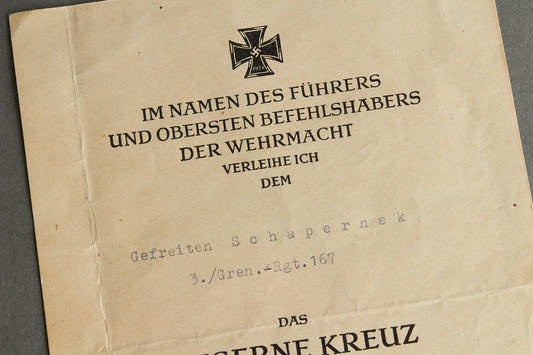 1939
IM NAMEN DES FÜHRERS
UND OBERSTEN BEFEHLSHABERS
DER WEHRMACHT
VERLEIHE ICH
DEM
Gefreiten Schapernak
3./Gren.-Rgt.167
DAS
KREUZ